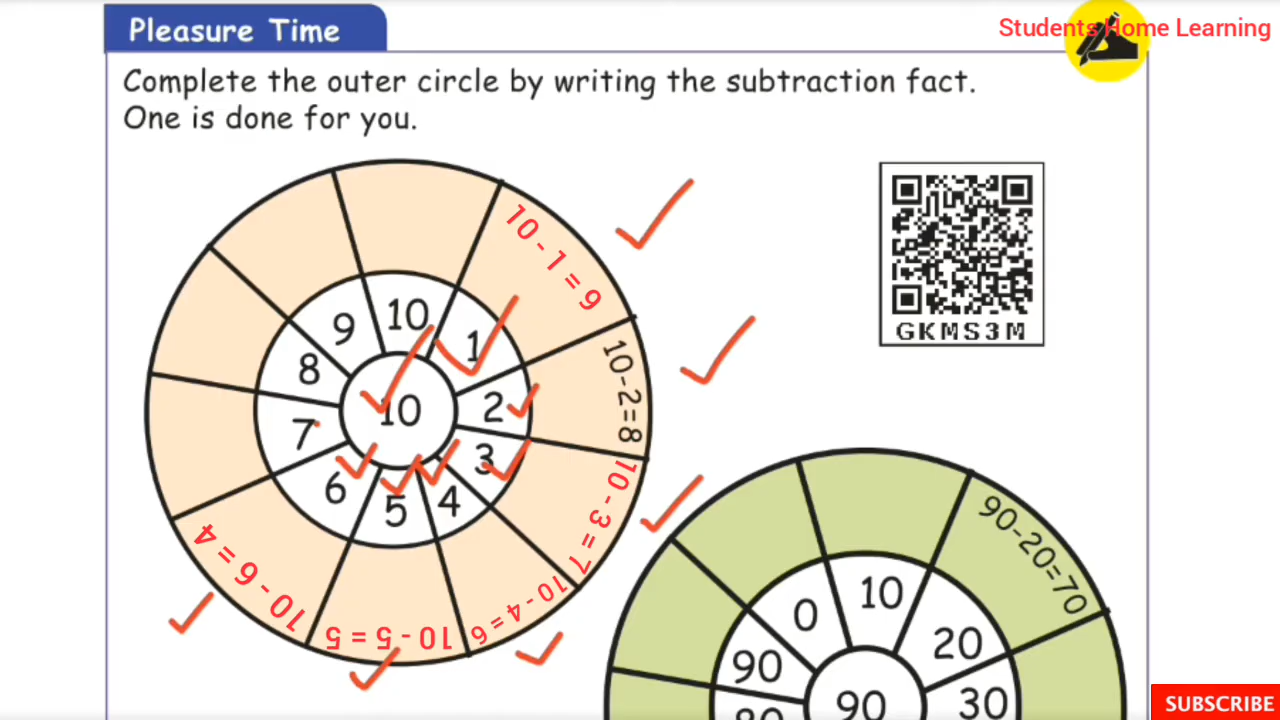 Pleasure Time
Students Home Learning
Complete the outer circle by writing the subtraction fact.
One is done for you.
10 - 1 = 9
10-2=8
10 - 3 = 7
10 - 4 = 6
10 - 5 = 5
10 - 6 = 4
10
1
2
3
4
5
6
7
8
9
10
GKMS3M
90-20=70
0
10
20
30
90
80
90
SUBSCRIBE